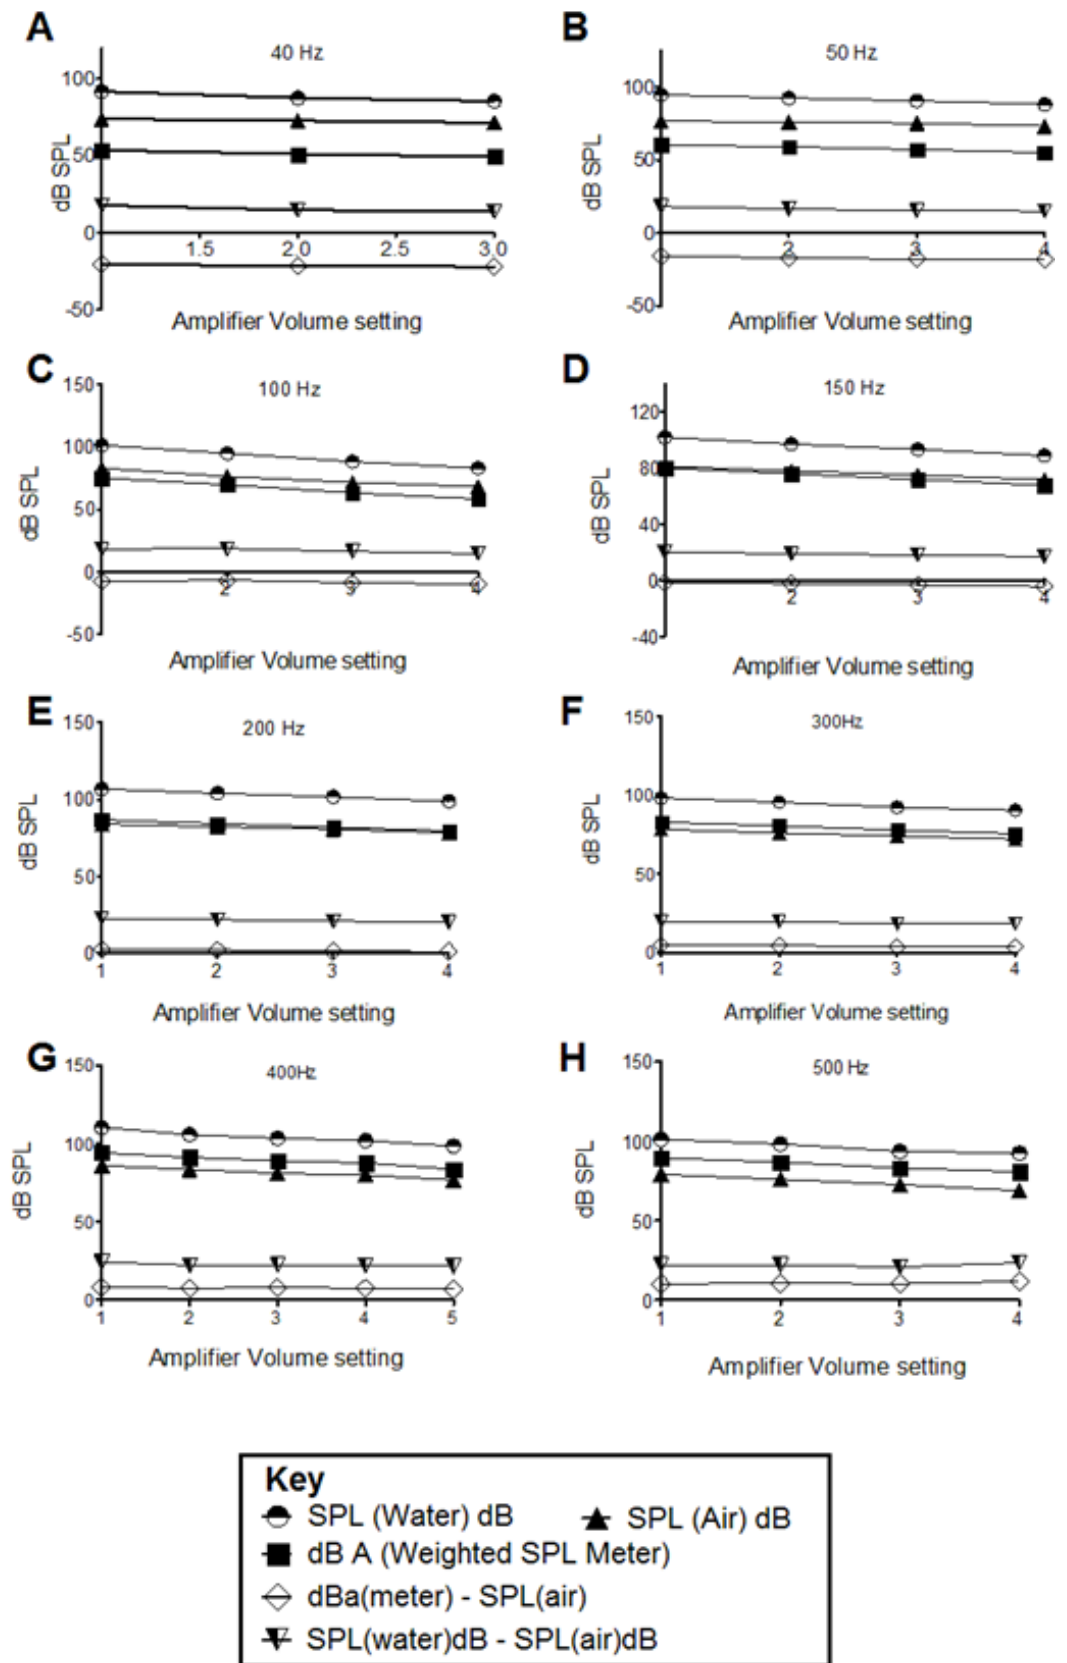 A
B
40 Hz
50 Hz
100
50
0
-50
dB SPL
1.5
2.0
2.5
3.0
Amplifier Volume setting
100
50
0
-50
dB SPL
2
3
4
Amplifier Volume setting
C
D
100 Hz
150 Hz
150
100
50
0
-50
dB SPL
2
3
4
Amplifier Volume setting
120
80
40
0
-40
dB SPL
2
3
4
Amplifier Volume setting
E
F
200 Hz
300Hz
150
100
50
0
dB SPL
1
2
3
4
Amplifier Volume setting
150
100
50
0
dB SPL
1
2
3
4
Amplifier Volume setting
G
H
400Hz
500 Hz
150
100
50
0
dB SPL
1
2
3
4
5
Amplifier Volume setting
150
100
50
0
dB SPL
1
2
3
4
Amplifier Volume setting
Key
SPL (Water) dB
SPL (Air) dB
dB A (Weighted SPL Meter)
dBa(meter) - SPL(air)
SPL(water)dB - SPL(air)dB